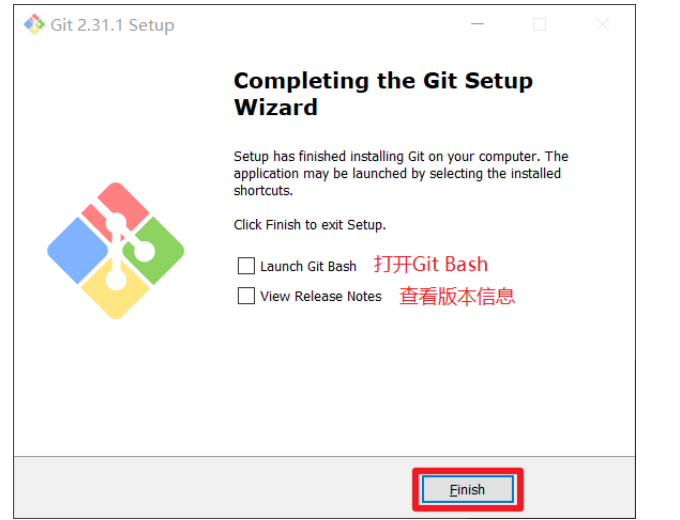 Git 2.31.1 Setup
Completing the Git Setup
Wizard
Setup has finished installing Git on your computer. The
application may be launched by selecting the installed
shortcuts.
Click Finish to exit Setup.
Launch Git Bash 打开Git Bash
View Release Notes 查看版本信息
Finish